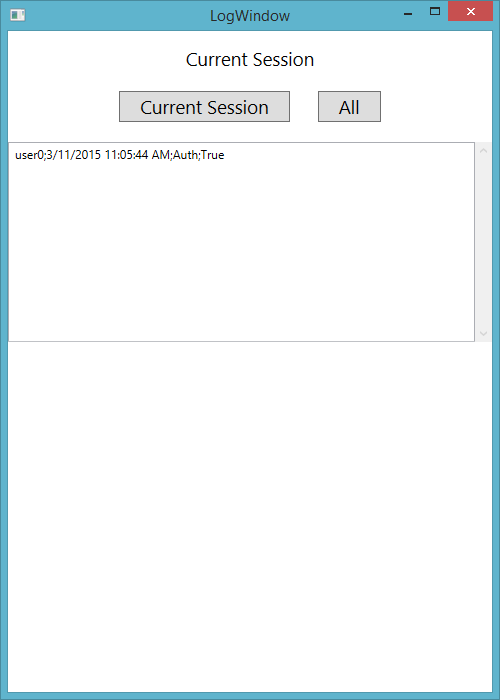 LogWindow
Current Session
Current Session All
user0;3/11/2015 11:05:44 AM;Auth;True